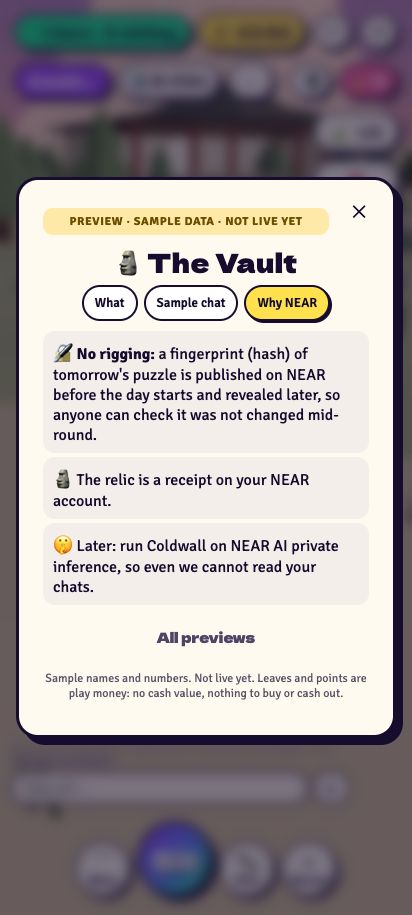 PREVIEW · SAMPLE DATA · NOT LIVE YET
The Vault
What
Sample chat
Why NEAR
No rigging: a fingerprint (hash) of
tomorrow's puzzle is published on NEAR
before the day starts and revealed later, so
anyone can check it was not changed mid-
round.
The relic is a receipt on your NEAR
account.
Later: run Coldwall on NEAR AI private
inference, so even we cannot read your
chats.
All previews
Sample names and numbers. Not live yet. Leaves and points are
play money: no cash value, nothing to buy or cash out.